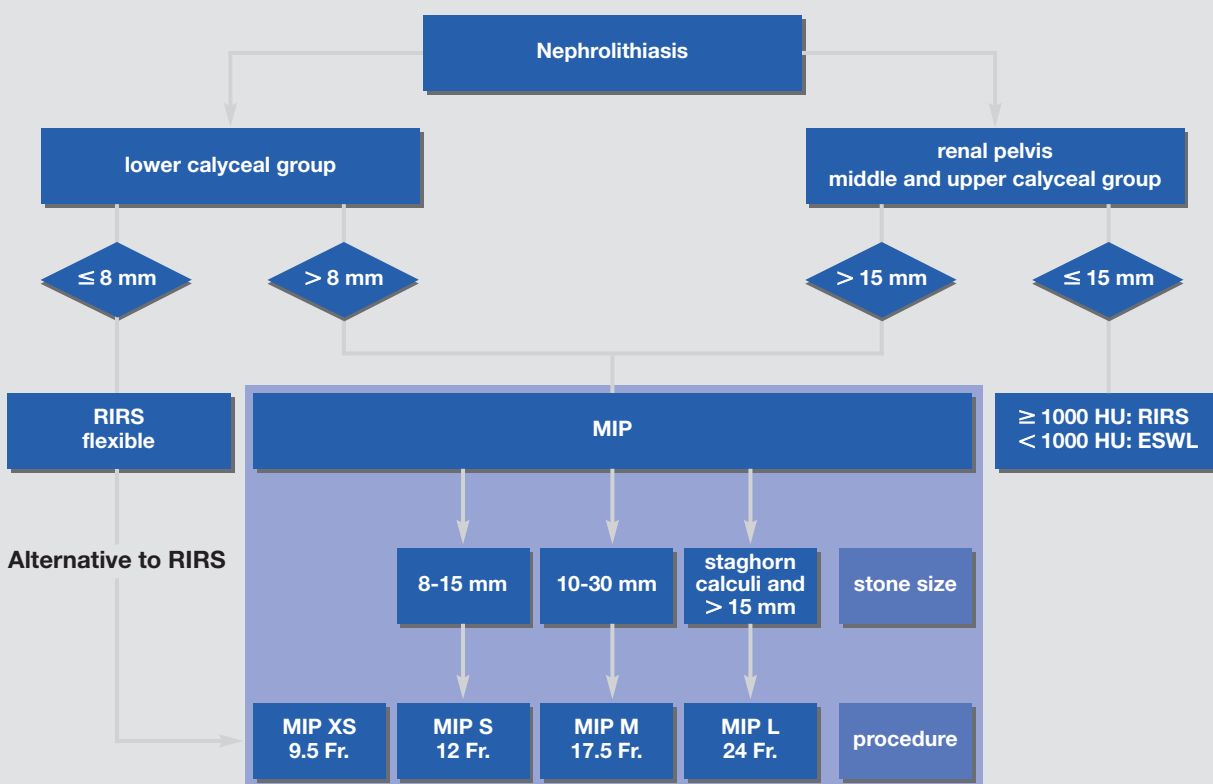 Nephrolithiasis
lower calyceal group
renal pelvis
middle and upper calyceal group
≤ 8 mm
> 8 mm
> 15 mm
≤ 15 mm
RIRS
flexible
MIP
≥ 1000 HU: RIRS
< 1000 HU: ESWL
Alternative to RIRS
8-15 mm
10-30 mm
staghorn
calculi and
> 15 mm
stone size
MIP XS
9.5 Fr.
MIP S
12 Fr.
MIP M
17.5 Fr.
MIP L
24 Fr.
procedure